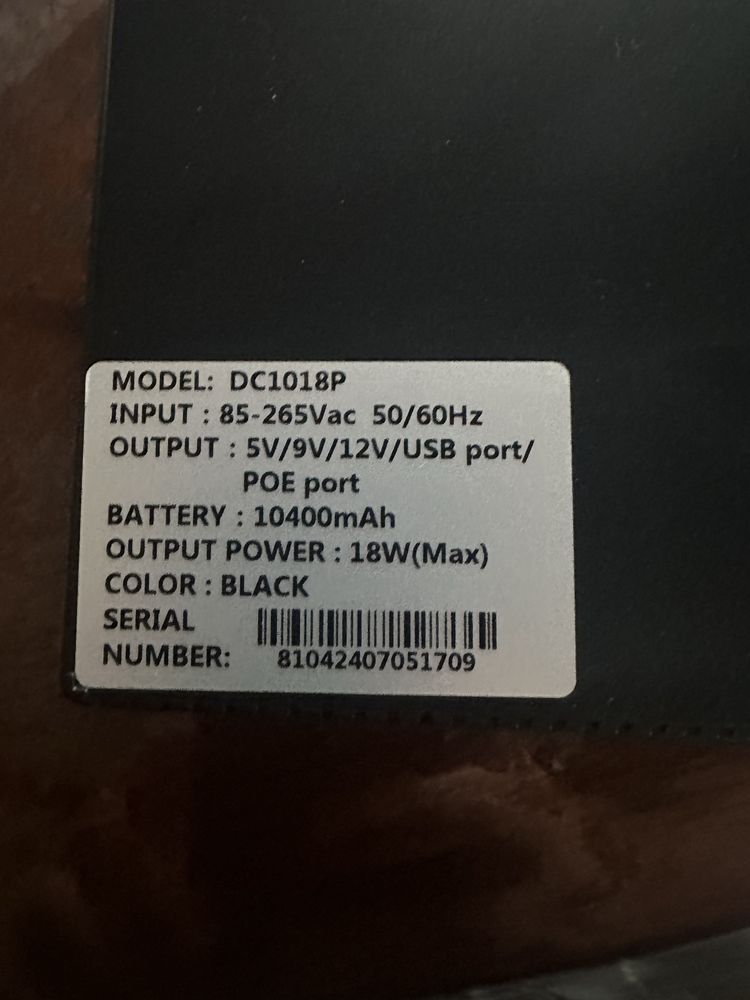 MODEL: DC1018P
INPUT : 85-265Vac 50/60Hz
OUTPUT : 5V/9V/12V/USB port/
POE port
BATTERY : 10400mAh
OUTPUT POWER : 18W(Max)
COLOR : BLACK
SERIAL
NUMBER: 81042407051709